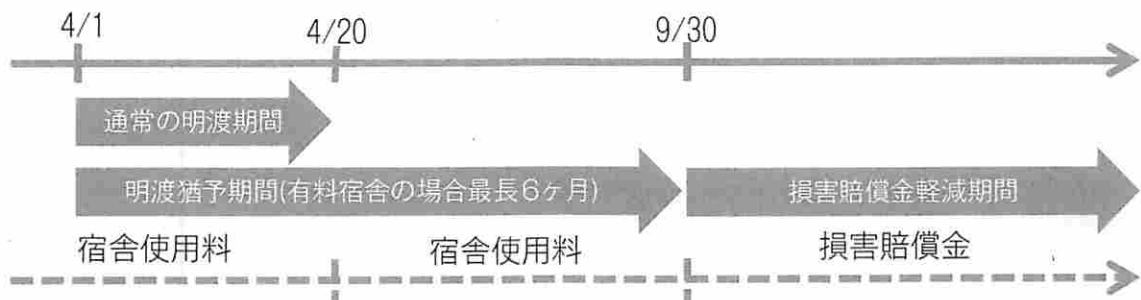 4/1 4/20 9/30
通常の明渡期間
明渡猶予期間(有料宿舎の場合最長6ヶ月) 損害賠償金軽減期間
宿舎使用料 宿舎使用料 損害賠償金